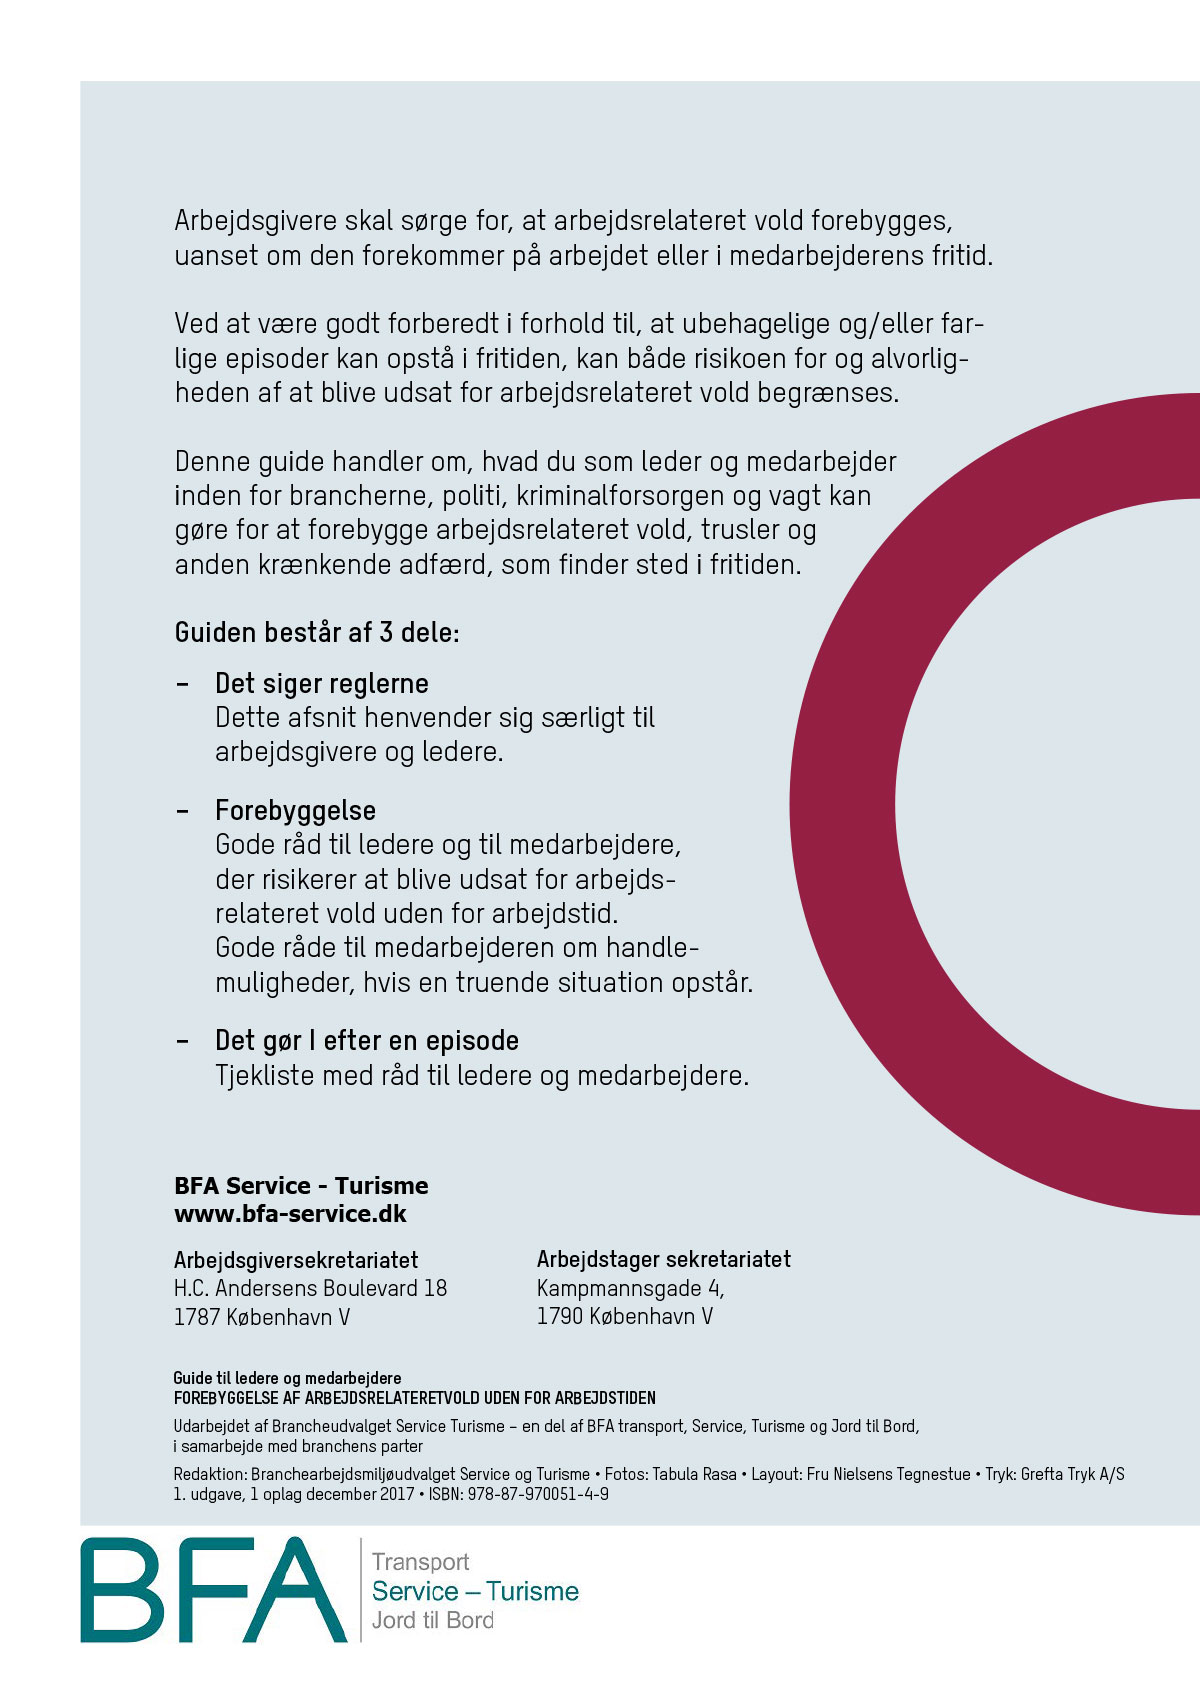 Arbejdsgivere skal sørge for, at arbejdsrelateret vold forebygges,
uanset om den forekommer på arbejdet eller i medarbejderens fritid.
Ved at være godt forberedt i forhold til, at ubehagelige og/eller far-
lige episoder kan opstå i fritiden, kan både risikoen for og alvorlig-
heden af at blive udsat for arbejdsrelateret vold begrænses.
Denne guide handler om, hvad du som leder og medarbejder
inden for brancherne, politi, kriminalforsorgen og vagt kan
gøre for at forebygge arbejdsrelateret vold, trusler og
anden krænkende adfærd, som finder sted i fritiden.
Guiden består af 3 dele:
– Det siger reglerne
Dette afsnit henvender sig særligt til
arbejdsgivere og ledere.
– Forebyggelse
Gode råd til ledere og til medarbejdere,
der risikerer at blive udsat for arbejds-
relateret vold uden for arbejdstid.
Gode råde til medarbejderen om handle-
muligheder, hvis en truende situation opstår.
– Det gør I efter en episode
Tjekliste med råd til ledere og medarbejdere.
BFA Service - Turisme
www.bfa-service.dk
Arbejdsgiversekretariatet
H.C. Andersens Boulevard 18
1787 København V
Arbejdstager sekretariatet
Kampmannsgade 4,
1790 København V
Guide til ledere og medarbejdere
FOREBYGGELSE AF ARBEJDSRELATERETVOLD UDEN FOR ARBEJDSTIDEN
Udarbejdet af Brancheudvalget Service Turisme – en del af BFA transport, Service, Turisme og Jord til Bord,
i samarbejde med branchens parter
Redaktion: Branchearbejdsmiljøudvalget Service og Turisme • Fotos: Tabula Rasa • Layout: Fru Nielsens Tegnestue • Tryk: Grefta Tryk A/S
1. udgave, 1 oplag december 2017 • ISBN: 978-87-970051-4-9
BFA
Transport
Service – Turisme
Jord til Bord